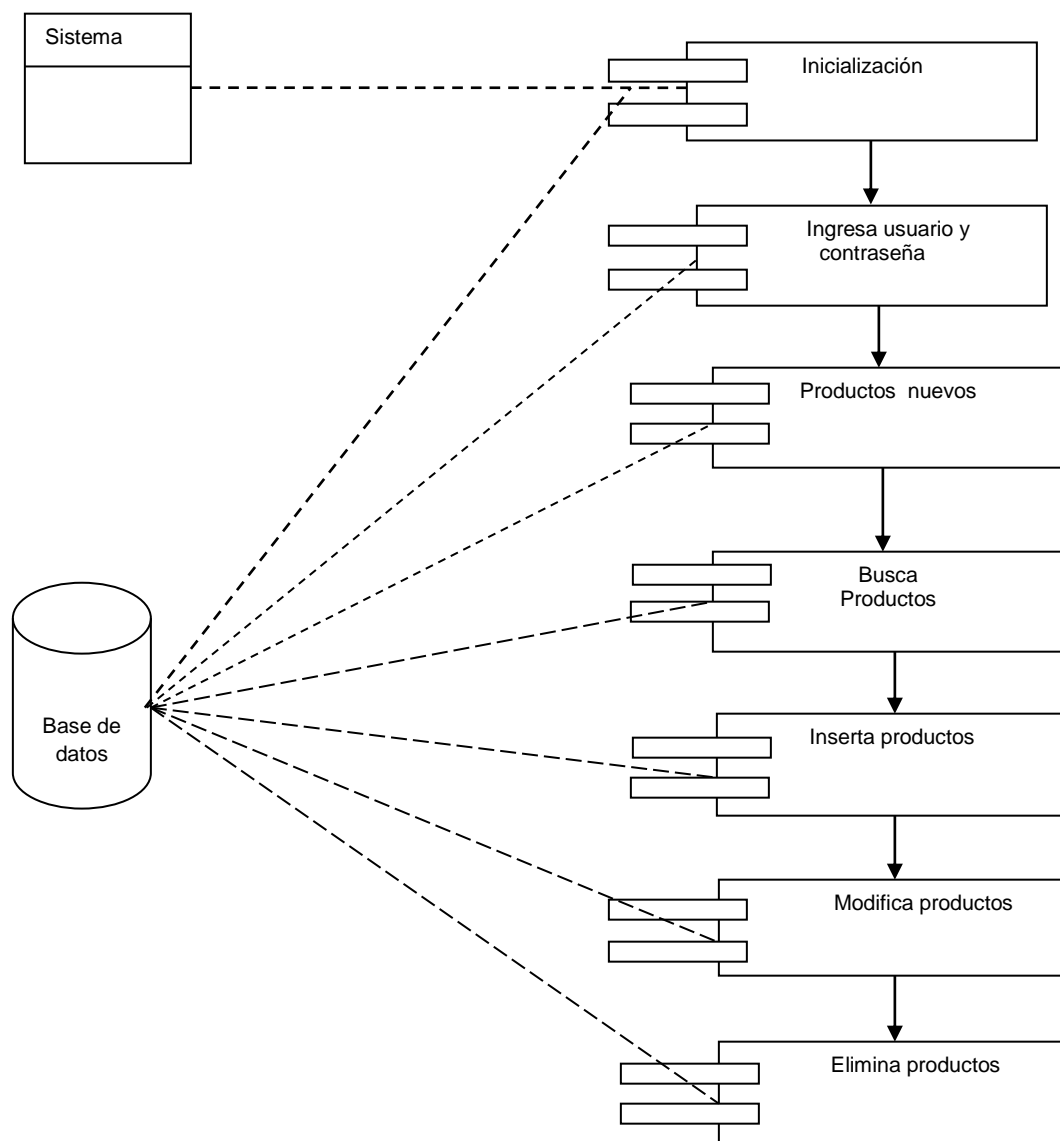 Sistema
Inicialización
Ingresa usuario y
contraseña
Productos  nuevos
Busca
Productos
Base de
datos
Inserta productos
Modifica productos
Elimina productos